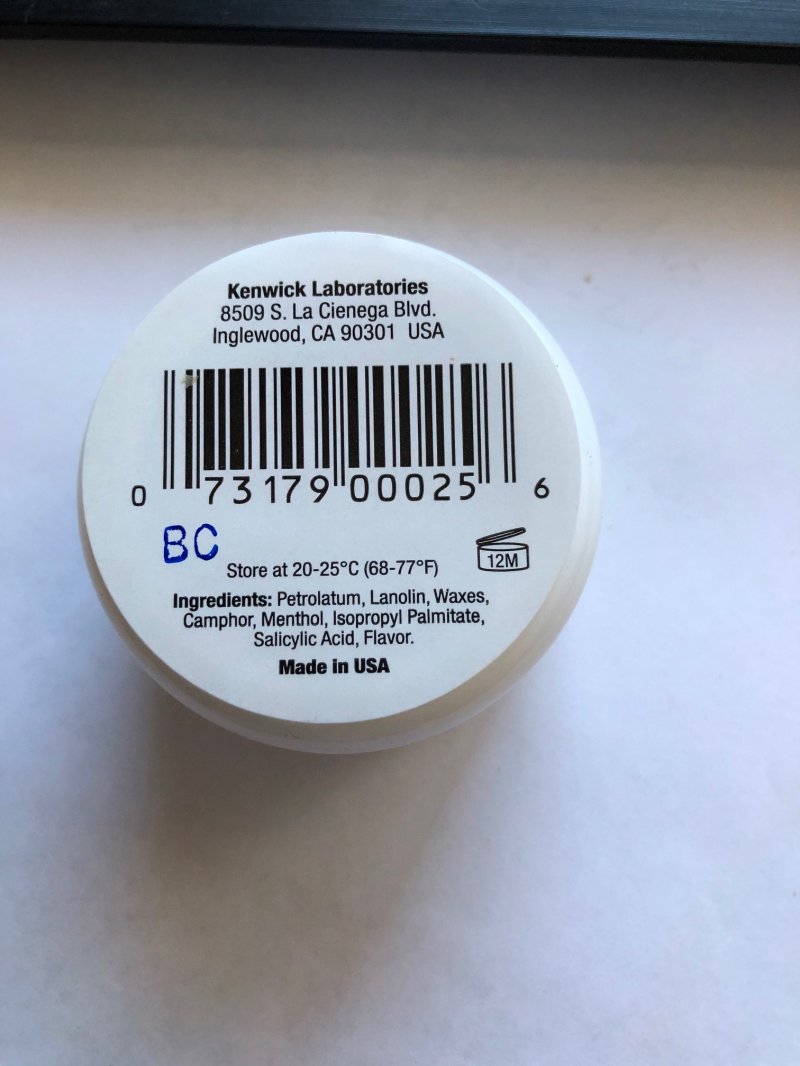 Kenwick Laboratories
8509 S. La Cienega Blvd.
Inglewood, CA 90301 USA
0 73179 00025 6
BC
12M
Store at 20-25°C (68-77°F)
Ingredients: Petrolatum, Lanolin, Waxes,
Camphor, Menthol, Isopropyl Palmitate,
Salicylic Acid, Flavor.
Made in USA